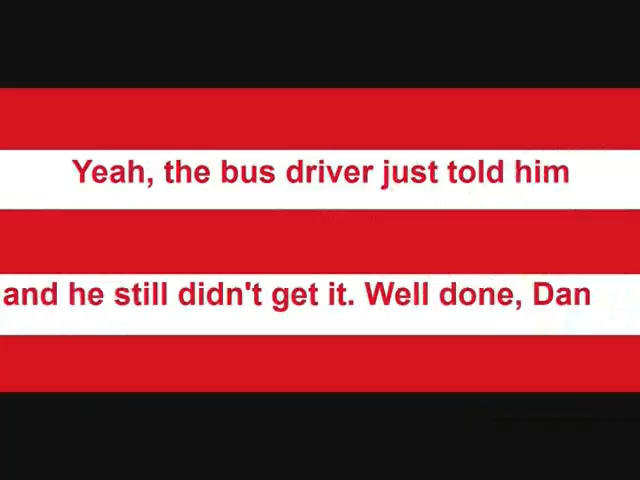 Yeah, the bus driver just told him
and he still didn't get it. Well done, Dan